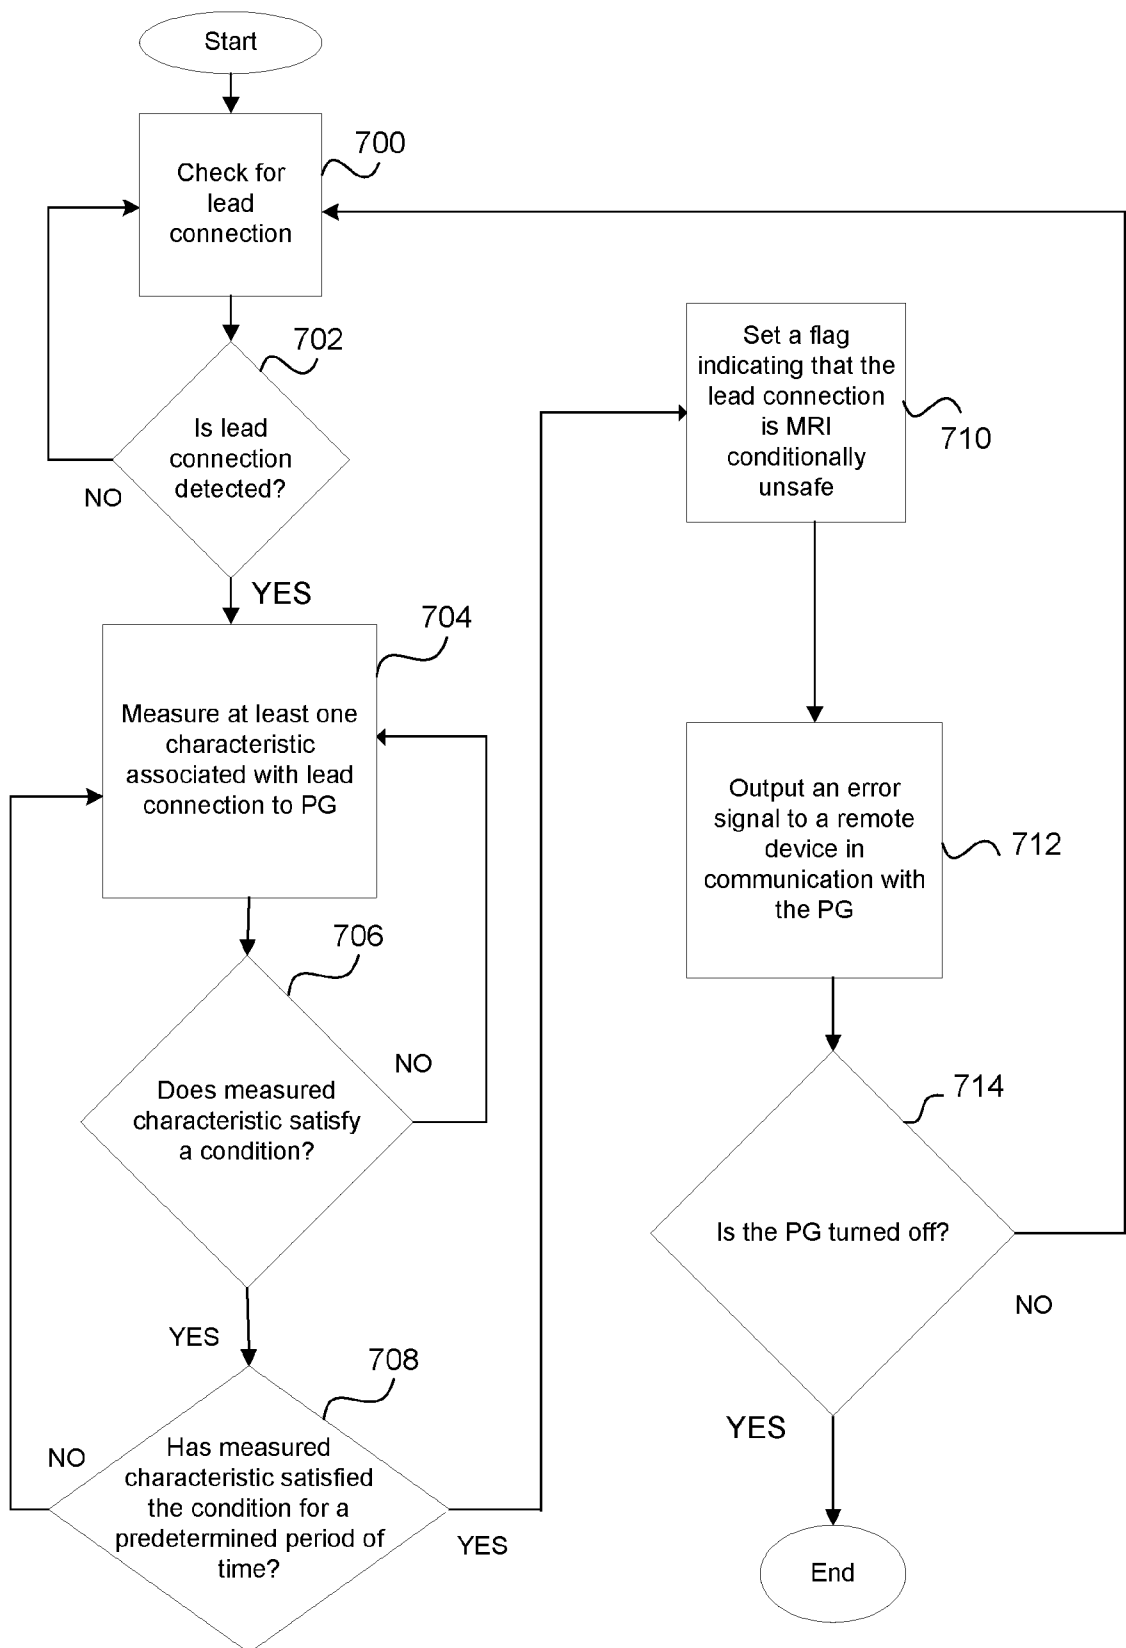 Start
700
Check for
lead
connection
702
Is lead
connection
detected?
NO
YES
704
Measure at least one
characteristic
associated with lead
connection to PG
706
NO
Does measured
characteristic satisfy
a condition?
YES
708
NO
Has measured
characteristic satisfied
the condition for a
predetermined period of
time?
YES
Set a flag
indicating that the
lead connection
is MRI
conditionally
unsafe
710
Output an error
signal to a remote
device in
communication with
the PG
712
714
Is the PG turned off?
NO
YES
End